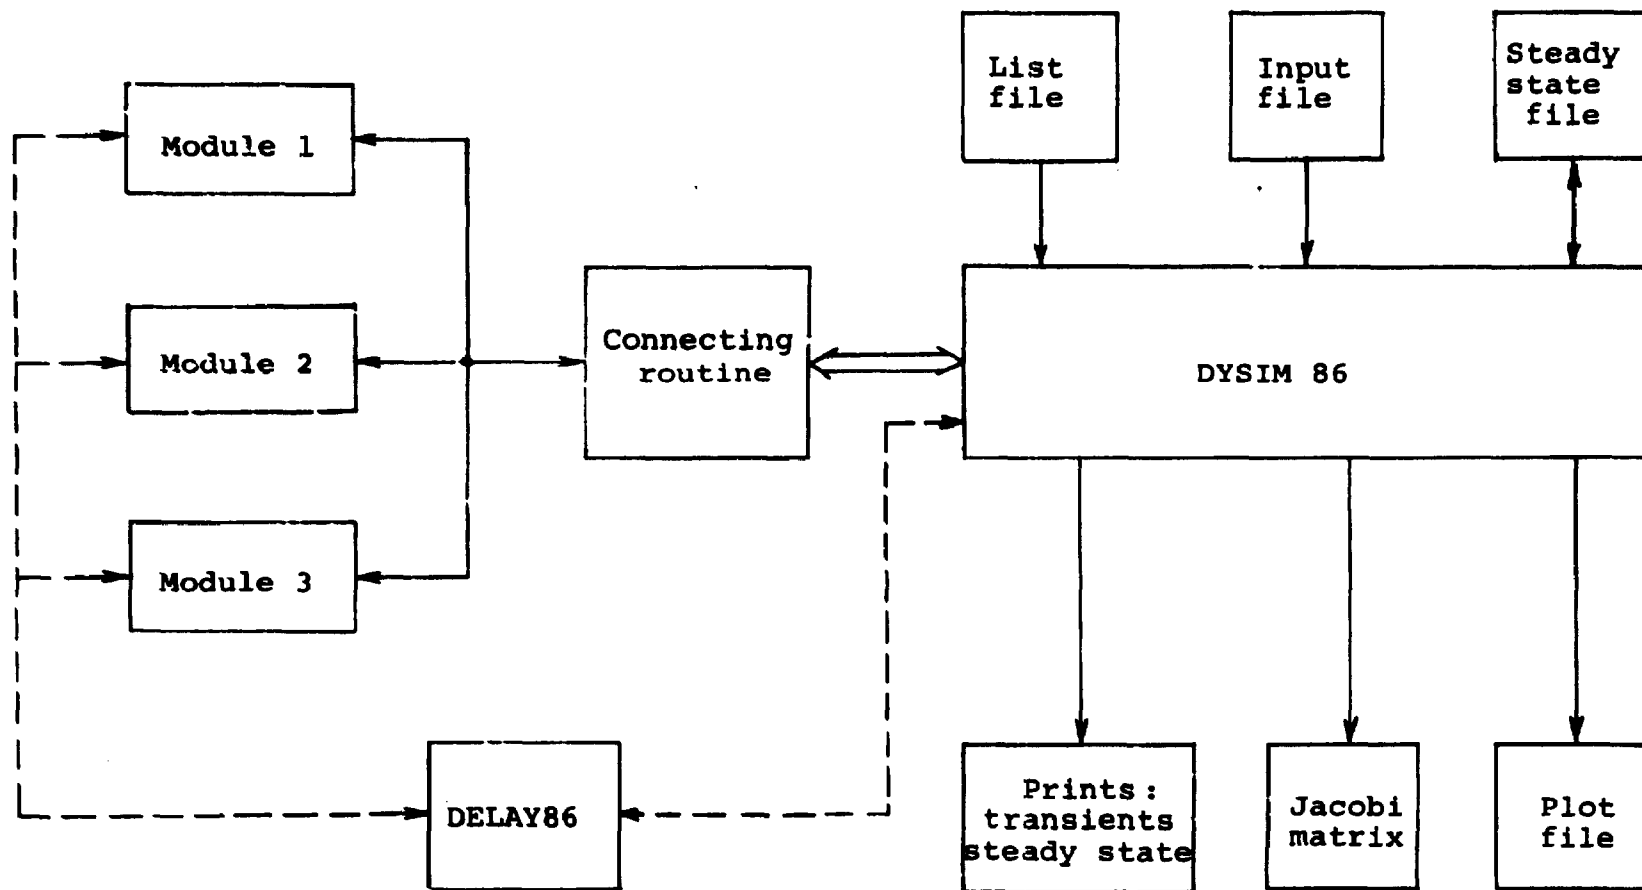 List
file
Input
file
Steady
state
file
Module 1
Module 2
Connecting
routine
DYSIM 86
Module 3
DELAY86
Prints:
transients
steady state
Jacobi
matrix
Plot
file